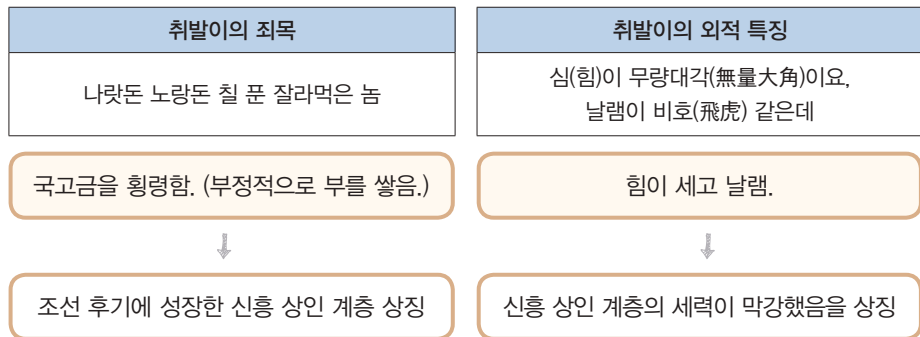 취발이의 죄목
나랏돈 노랑돈 칠 푼 잘라먹은 놈
국고금을 횡령함. (부정적으로 부를 쌓음.)
조선 후기에 성장한 신흥 상인 계층 상징
취발이의 외적 특징
심(힘)이 무량대각(無量大角)이요,
날램이 비호(飛虎) 같은데
힘이 세고 날램.
신흥 상인 계층의 세력이 막강했음을 상징